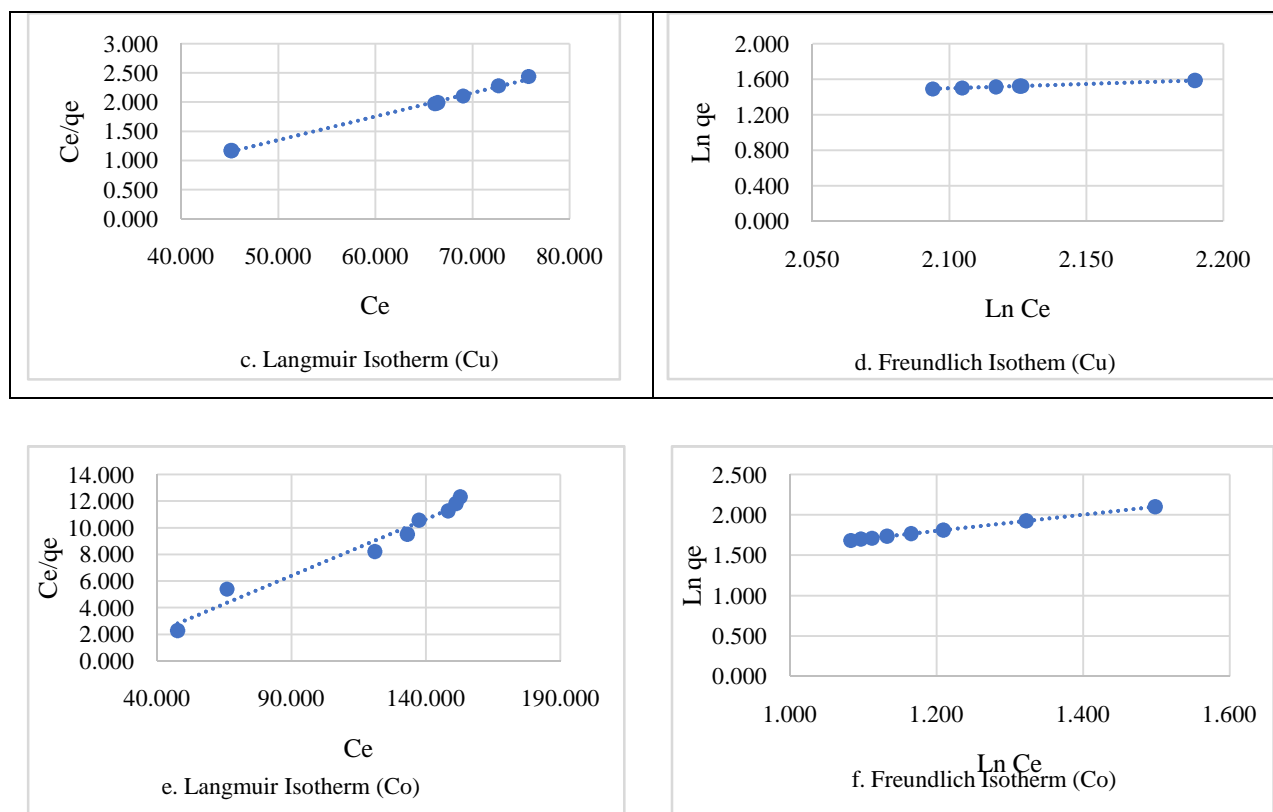 Ce/qe
3.000
2.500
2.000
1.500
1.000
0.500
0.000
40.000 50.000 60.000 70.000 80.000
Ce
c. Langmuir Isotherm (Cu)
Ln qe
2.000
1.600
1.200
0.800
0.400
0.000
2.050 2.100 2.150 2.200
Ln Ce
d. Freundlich Isothem (Cu)
Ce/qe
14.000
12.000
10.000
8.000
6.000
4.000
2.000
0.000
40.000 90.000 140.000 190.000
Ce
e. Langmuir Isotherm (Co)
Ln qe
2.500
2.000
1.500
1.000
0.500
0.000
1.000 1.200 1.400 1.600
Ln Ce
f. Freundlich Isotherm (Co)